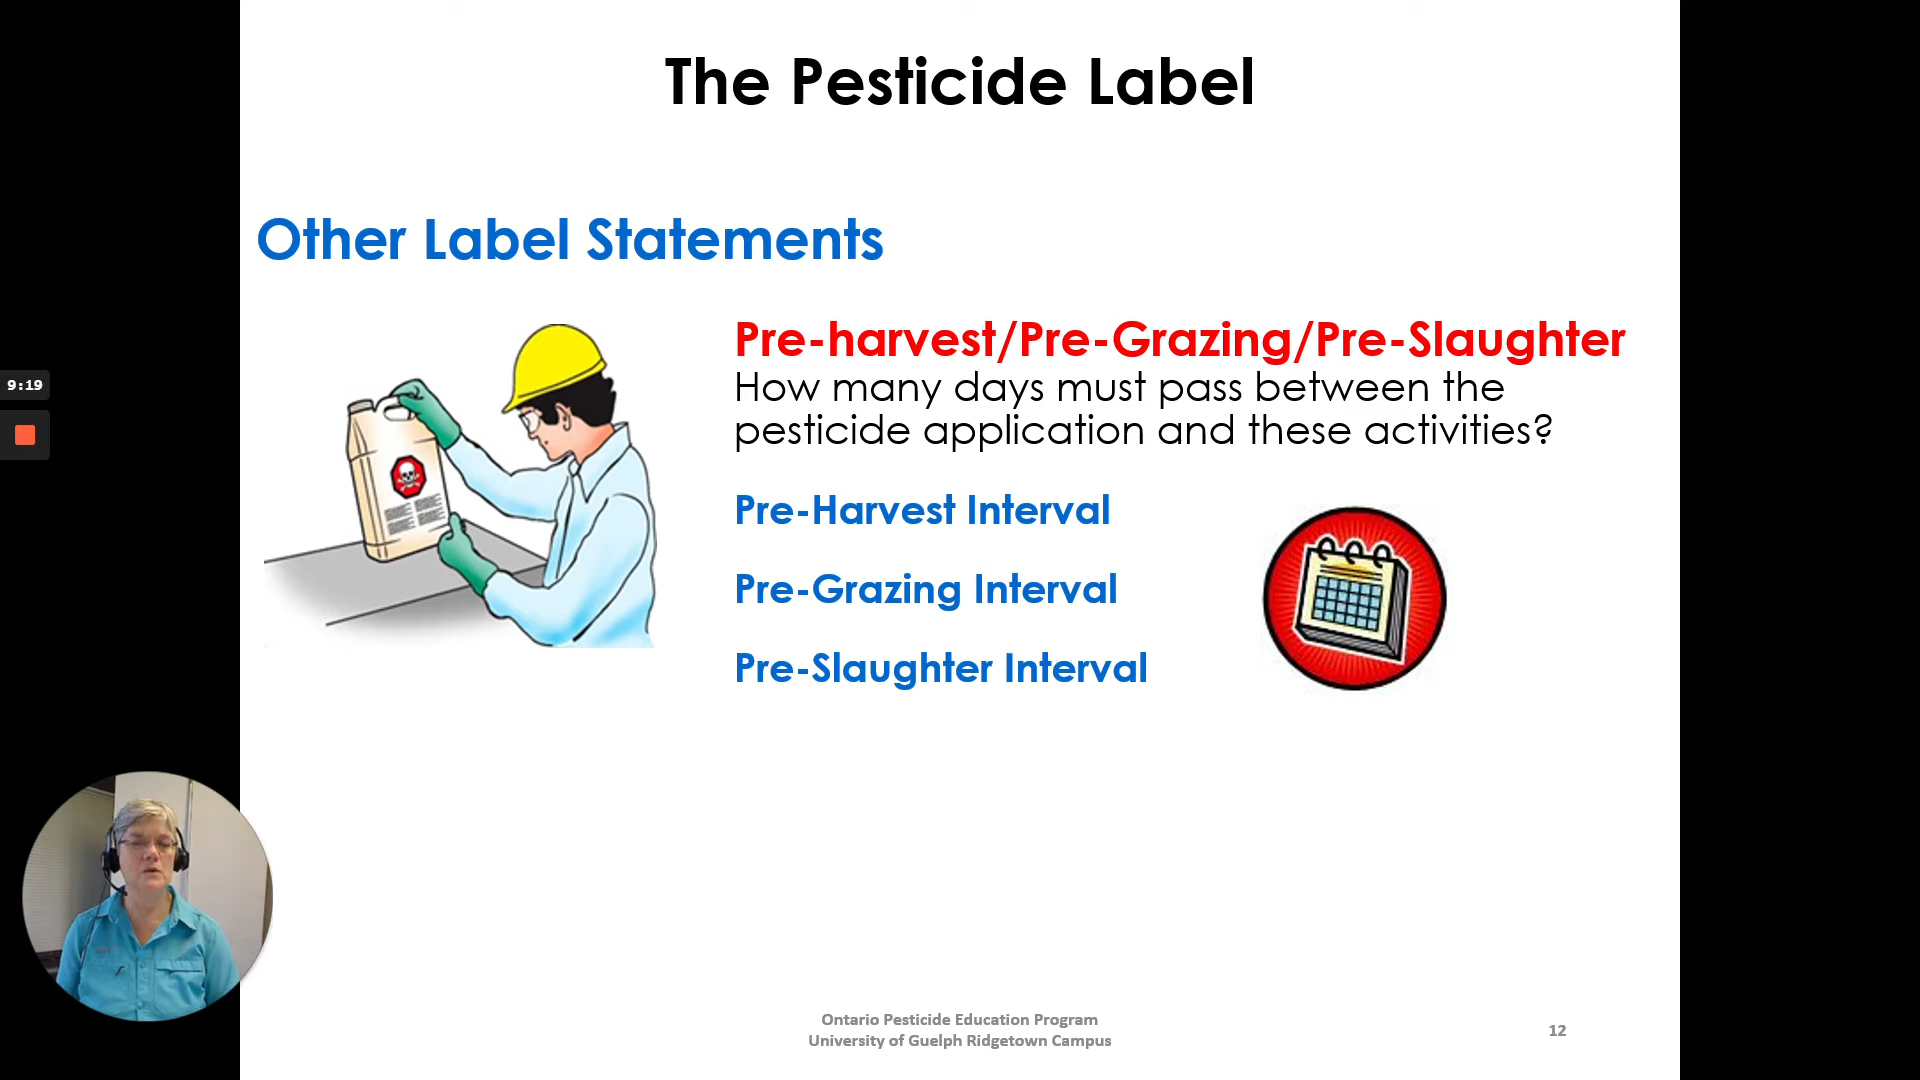 The Pesticide Label
Other Label Statements
Pre-harvest/Pre-Grazing/Pre-Slaughter
How many days must pass between the
pesticide application and these activities?
Pre-Harvest Interval
Pre-Grazing Interval
Pre-Slaughter Interval
9:19
Ontario Pesticide Education Program
University of Guelph Ridgetown Campus
12